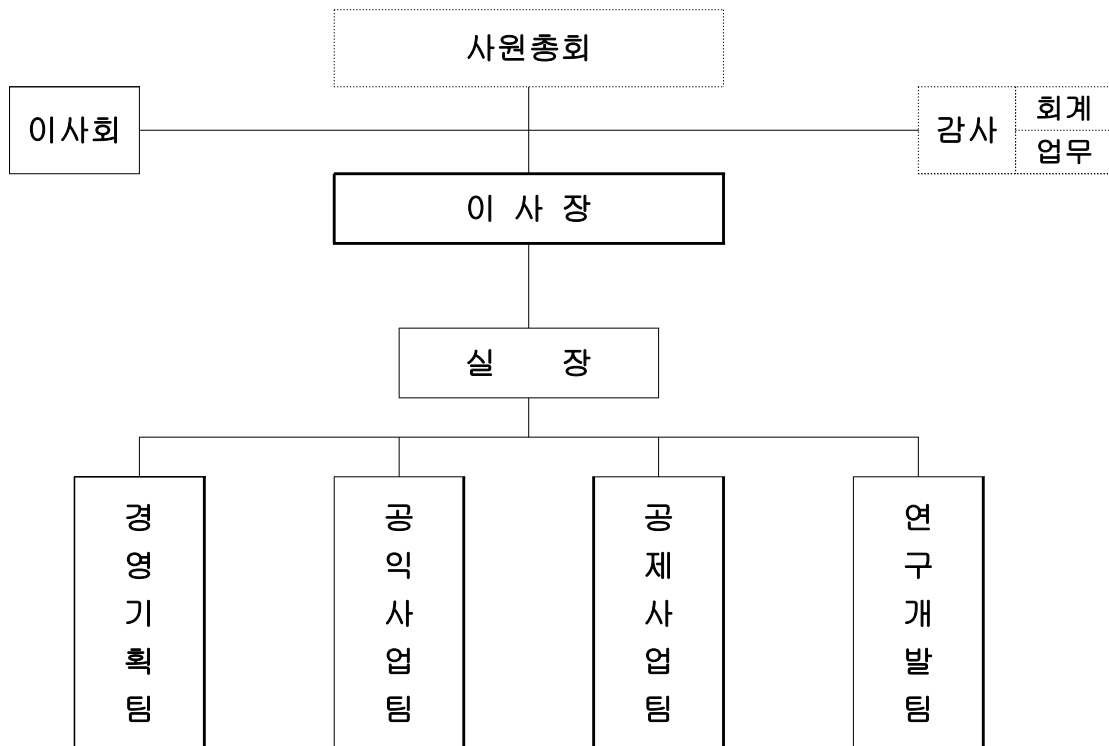 사원총회
이사회
감사
회계
업무
이 사 장
실 장
경영기획팀
공익사업팀
공제사업팀
연구개발팀